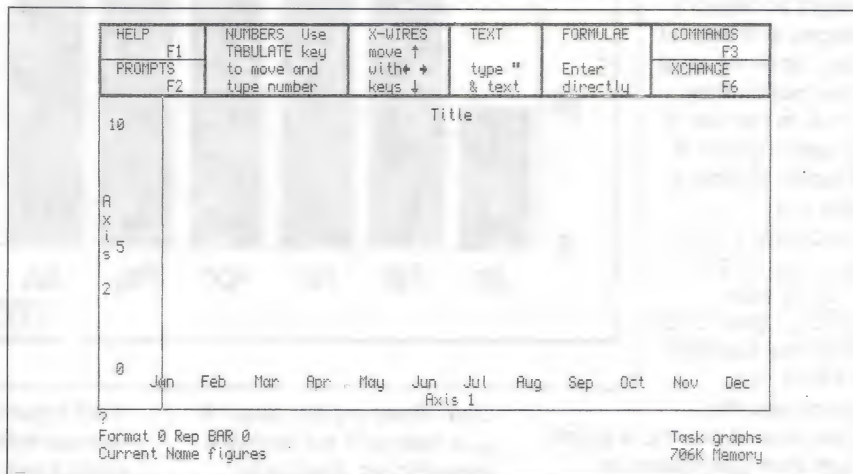 HELP NUMBERS Use X-WIRES TEXT FORMULAE COMMANDS
F1 TABULATE key move ↑ F3
PROMPTS to move and with← → type " Enter XCHANGE
F2 type number keys ↓ & text directly F6
Title
10
Axis 2
5
0
Jan Feb Mar Apr May Jun Jul Aug Sep Oct Nov Dec
Axis 1
?
Format 0 Rep BAR 0 Task graphs
Current Name figures 706K Memory